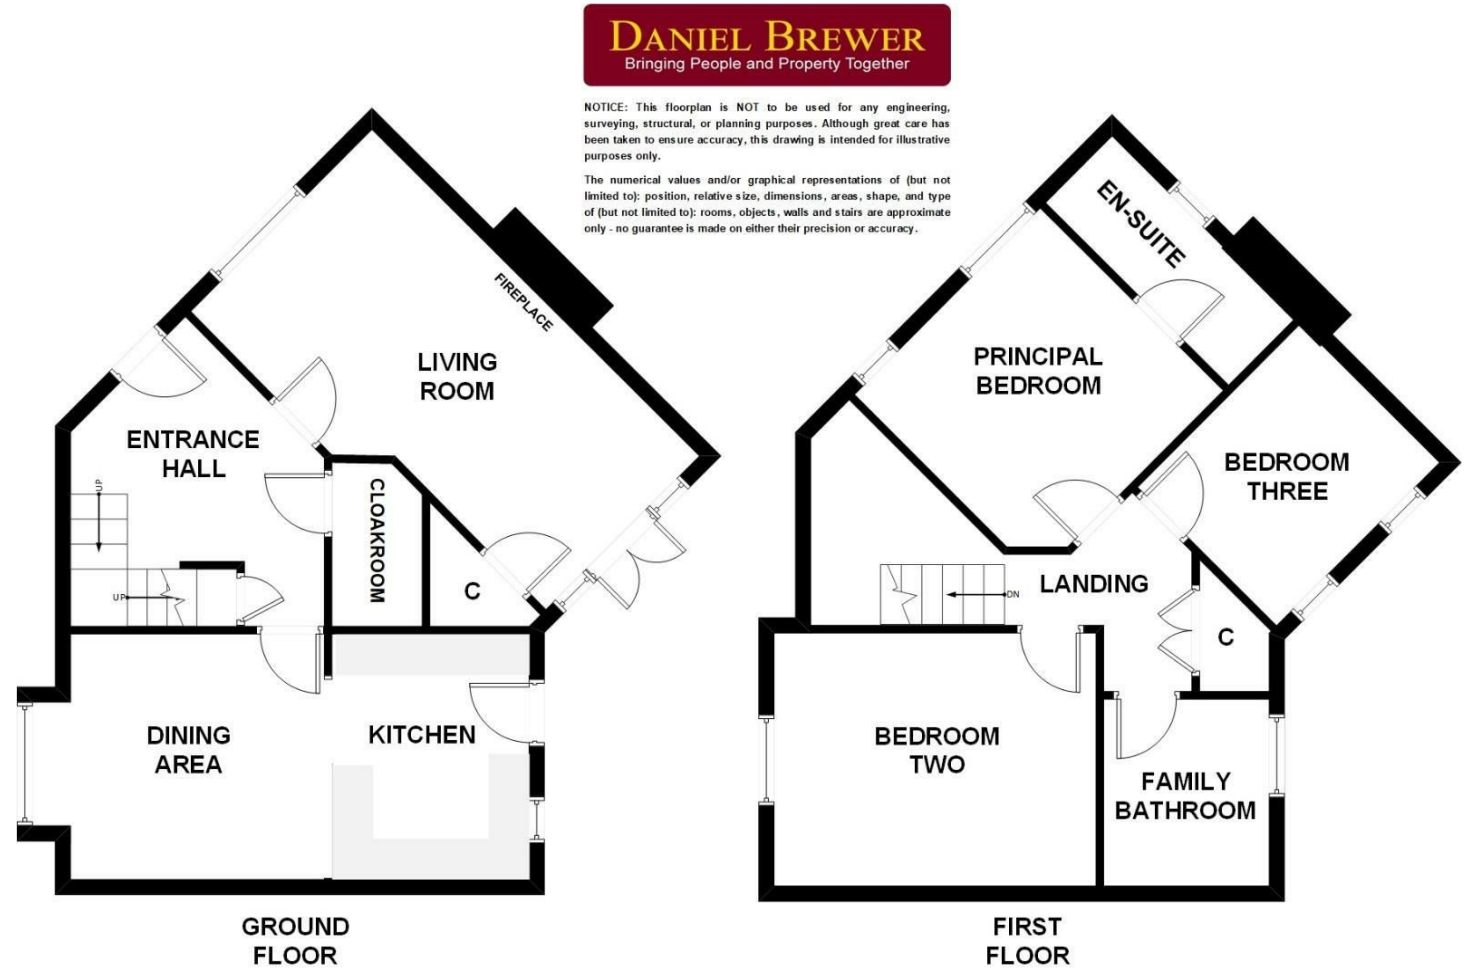 DANIEL BREWER
Bringing People and Property Together
NOTICE: This floorplan is NOT to be used for any engineering,
surveying, structural, or planning purposes. Although great care has
been taken to ensure accuracy, this drawing is intended for illustrative
purposes only.
The numerical values and/or graphical representations of (but not
limited to): position, relative size, dimensions, areas, shape, and type
of (but not limited to): rooms, objects, walls and stairs are approximate
only - no guarantee is made on either their precision or accuracy.
FIREPLACE
LIVING
ROOM
ENTRANCE
HALL
UP
UP
CLOAKROOM
C
DINING
AREA
KITCHEN
GROUND
FLOOR
EN-SUITE
PRINCIPAL
BEDROOM
BEDROOM
THREE
LANDING
DN
C
BEDROOM
TWO
FAMILY
BATHROOM
FIRST
FLOOR